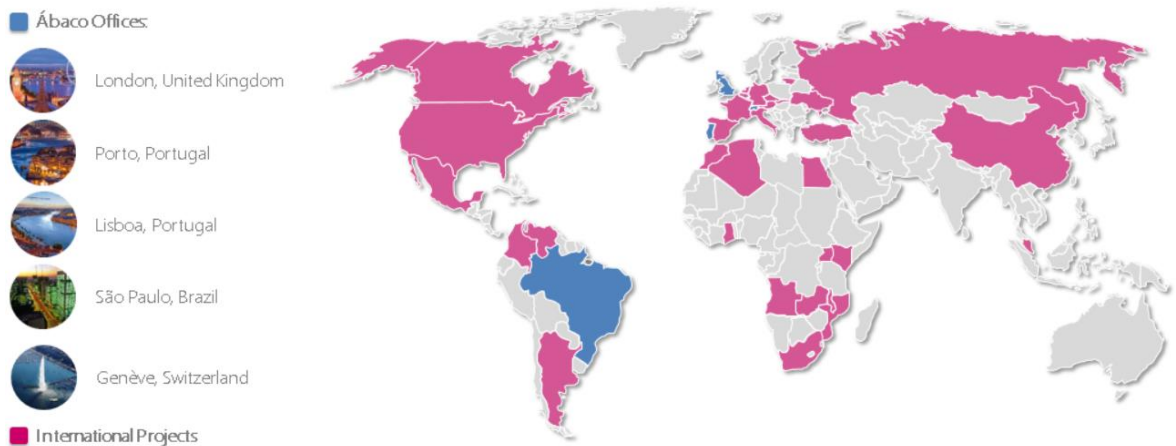 Ábaco Offices:
London, United Kingdom
Porto, Portugal
Lisboa, Portugal
São Paulo, Brazil
Genève, Switzerland
International Projects